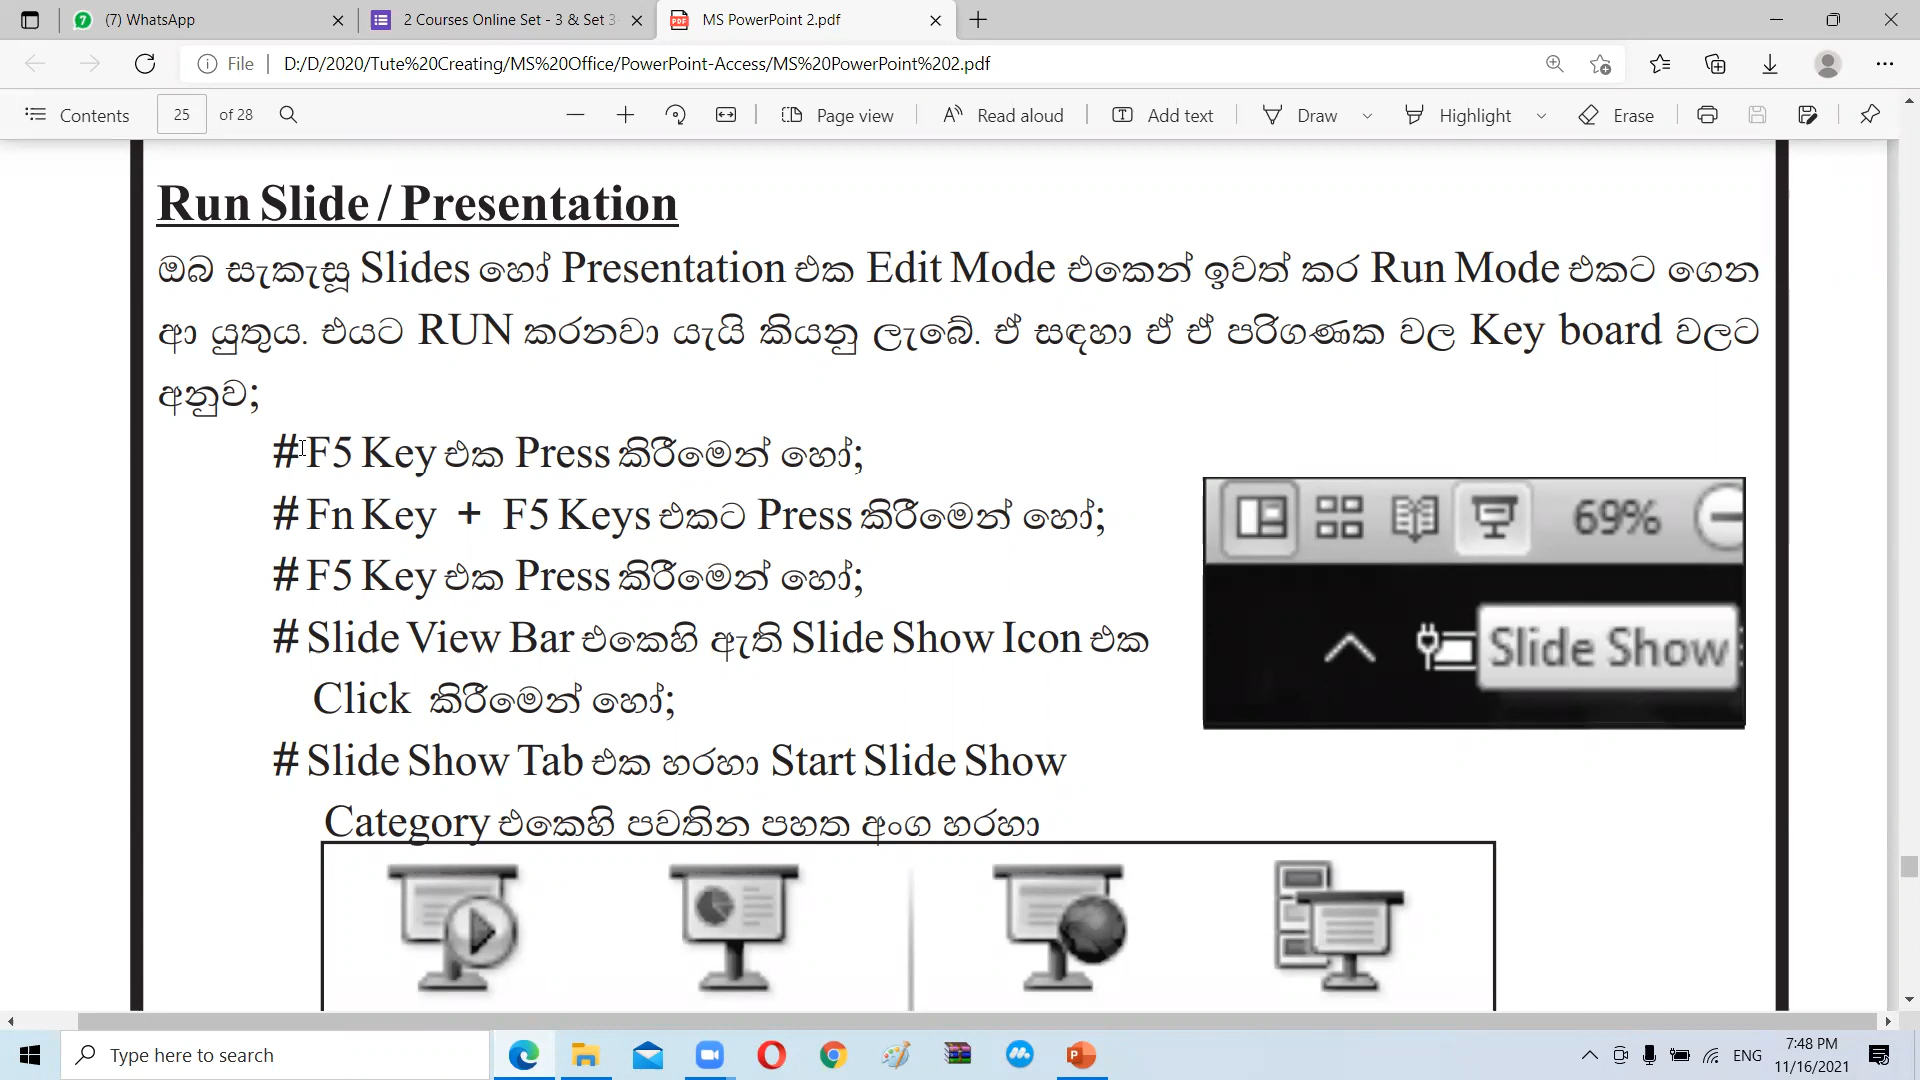 (7) WhatsApp
2 Courses Online Set - 3 & Set 3
MS PowerPoint 2.pdf
File
D:/D/2020/Tute%20Creating/MS%20Office/PowerPoint-Access/MS%20PowerPoint%202.pdf
Contents
25
of 28
Page view
Read aloud
Add text
Draw
Highlight
Erase
Run Slide / Presentation
ඔබ සැකැසූ Slides හෝ Presentation එක Edit Mode එකෙන් ඉවත් කර Run Mode එකට ගෙන
ආ යුතුය. එයට RUN කරනවා යැයි කියනු ලැබේ. ඒ සඳහා ඒ ඒ පරිගණක වල Key board වලට
අනුව;
# F5 Key එක Press කිරීමෙන් හෝ;
# Fn Key + F5 Keys එකට Press කිරීමෙන් හෝ;
# F5 Key එක Press කිරීමෙන් හෝ;
# Slide View Bar එකෙහි ඇති Slide Show Icon එක
Click කිරීමෙන් හෝ;
# Slide Show Tab එක හරහා Start Slide Show
Category එකෙහි පවතින පහත අංග හරහා
69%
Slide Show
Type here to search
ENG
7:48 PM
11/16/2021